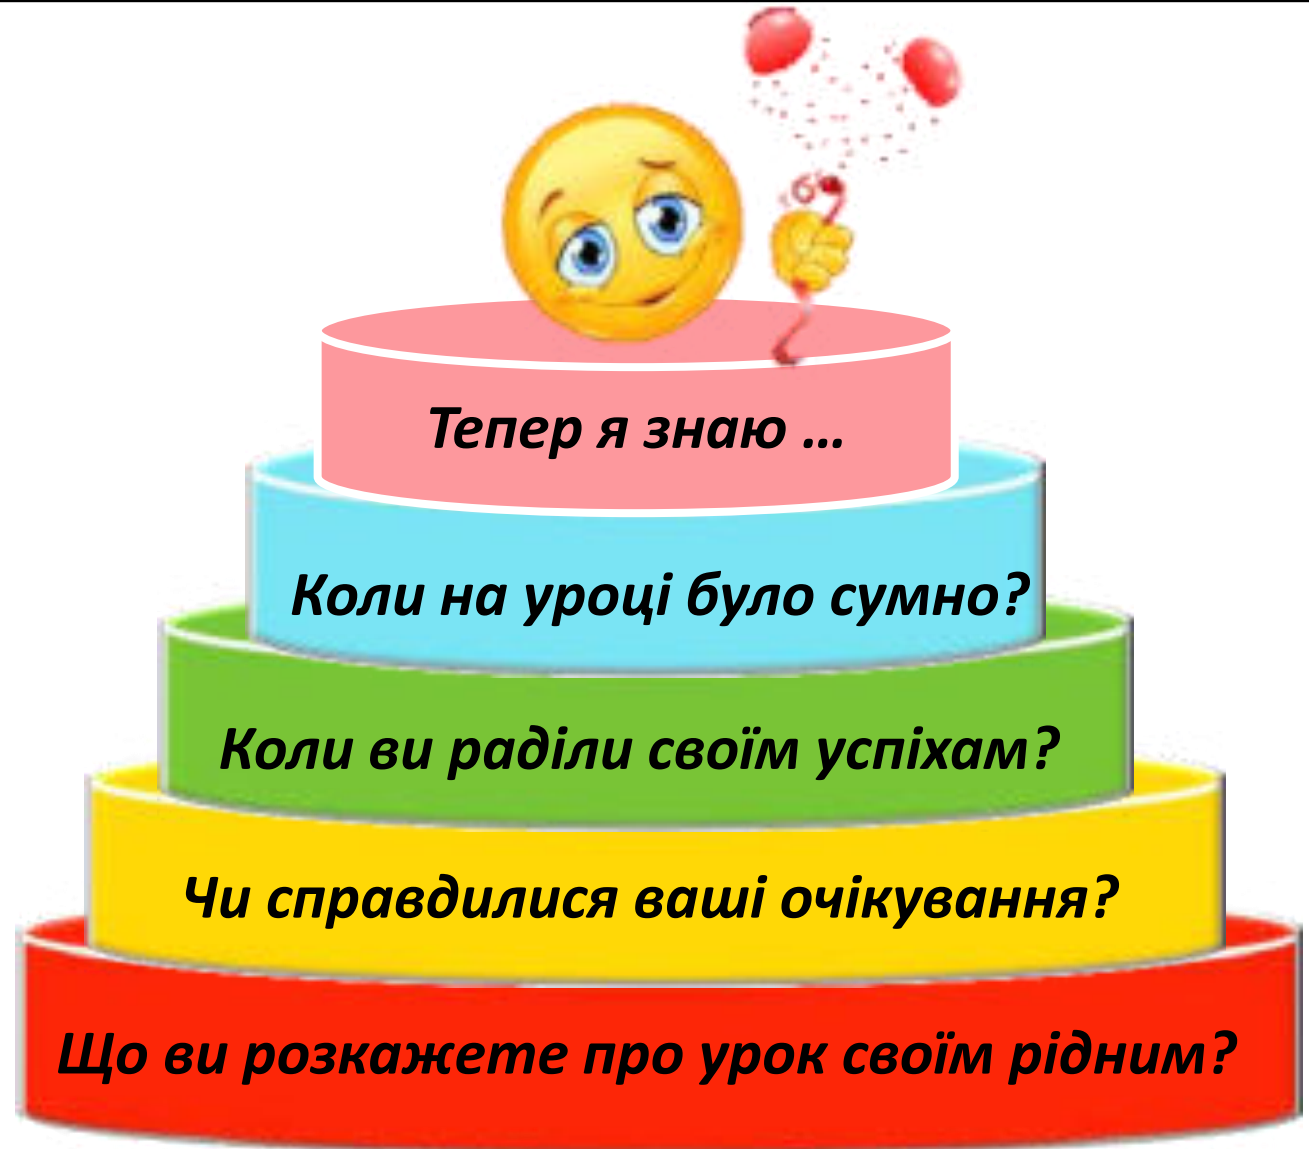 Тепер я знаю ...
Коли на уроці було сумно?
Коли ви раділи своїм успіхам?
Чи справдилися ваші очікування?
Що ви розкажете про урок своїм рідним?